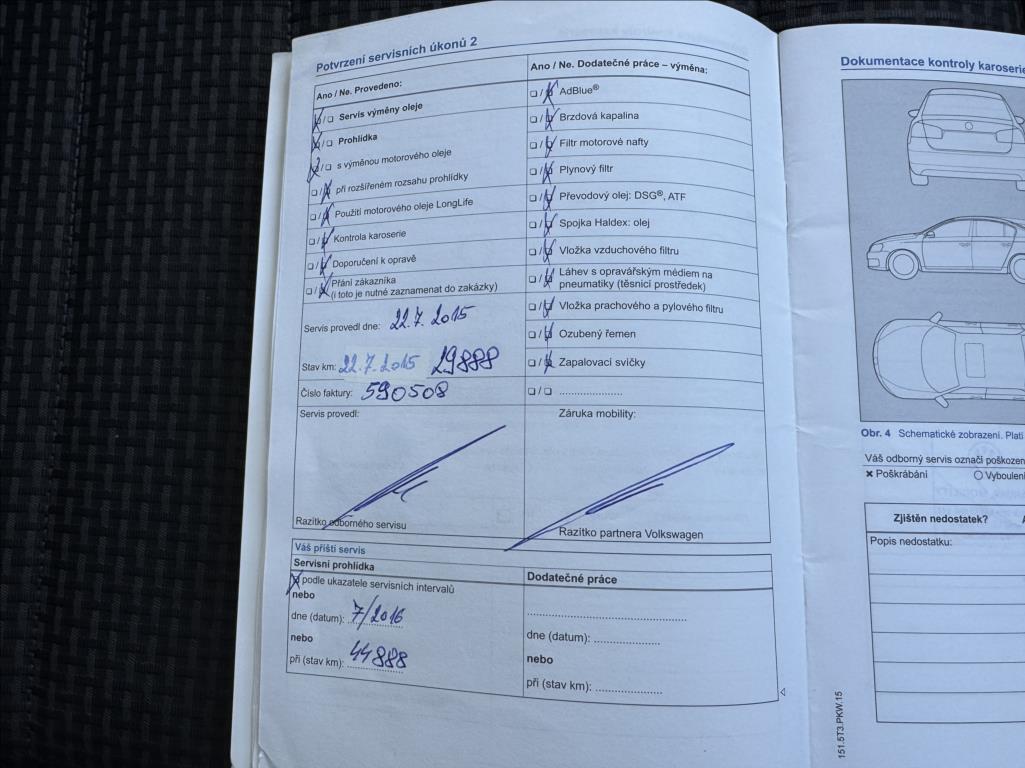 Potvrzení servisních úkonů 2
Ano / Ne. Provedeno:
❏/❏ Servis výměny oleje
❏/❏ Prohlídka
❏/❏ s výměnou motorového oleje
❏/❏ při rozšířeném rozsahu prohlídky
❏/❏ Použití motorového oleje LongLife
❏/❏ Kontrola karoserie
❏/❏ Doporučení k opravě
❏/❏ Přání zákazníka
(i toto je nutné zaznamenat do zakázky)
Servis provedl dne: 22.7.2015
Stav km: 22.7.2015 29888
Číslo faktury: 590508
Servis provedl:
Razítko odborného servisu
Ano / Ne. Dodatečné práce – výměna:
❏/❏ AdBlue®
❏/❏ Brzdová kapalina
❏/❏ Filtr motorové nafty
❏/❏ Plynový filtr
❏/❏ Převodový olej: DSG®, ATF
❏/❏ Spojka Haldex: olej
❏/❏ Vložka vzduchového filtru
❏/❏ Láhev s opravářským médiem na
pneumatiky (těsnicí prostředek)
❏/❏ Vložka prachového a pylového filtru
❏/❏ Ozubený řemen
❏/❏ Zapalovací svíčky
❏/❏ ......................
Záruka mobility:
Razítko partnera Volkswagen
Váš příští servis
Servisní prohlídka
podle ukazatele servisních intervalů
nebo
dne (datum): 7/2016
nebo
při (stav km): 44888
Dodatečné práce
......................................................
dne (datum): ......................
nebo
při (stav km): ......................
Dokumentace kontroly karoserie
Obr. 4 Schematické zobrazení. Platí
Váš odborný servis označí poškozen
✖ Poškrábání ○ Vyboulení
Zjištěn nedostatek?
Popis nedostatku:
151.5T3.PKW.15